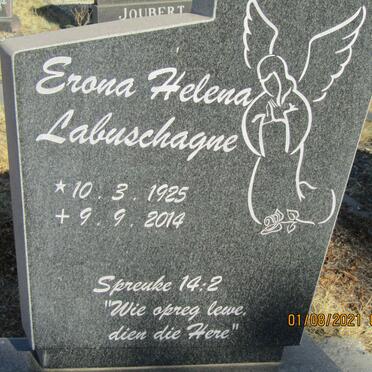 JOUBERT
Erona Helena
Labuschagne
* 10 . 3 . 1925
+ 9 . 9 . 2014
Spreuke 14:2
"Wie opreg lewe,
dien die Here"
01/08/2021